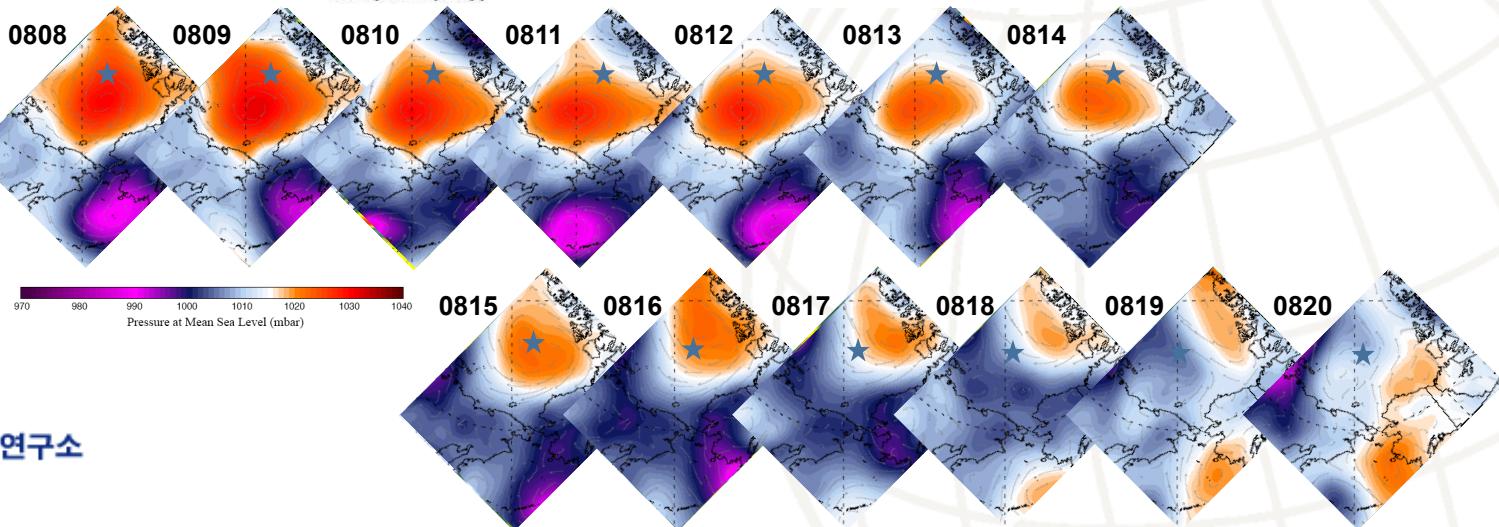 0808 0809 0810 0811 0812 0813 0814
970 980 990 1000 1010 1020 1030 1040
Pressure at Mean Sea Level (mbar)
0815 0816 0817 0818 0819 0820
연구소